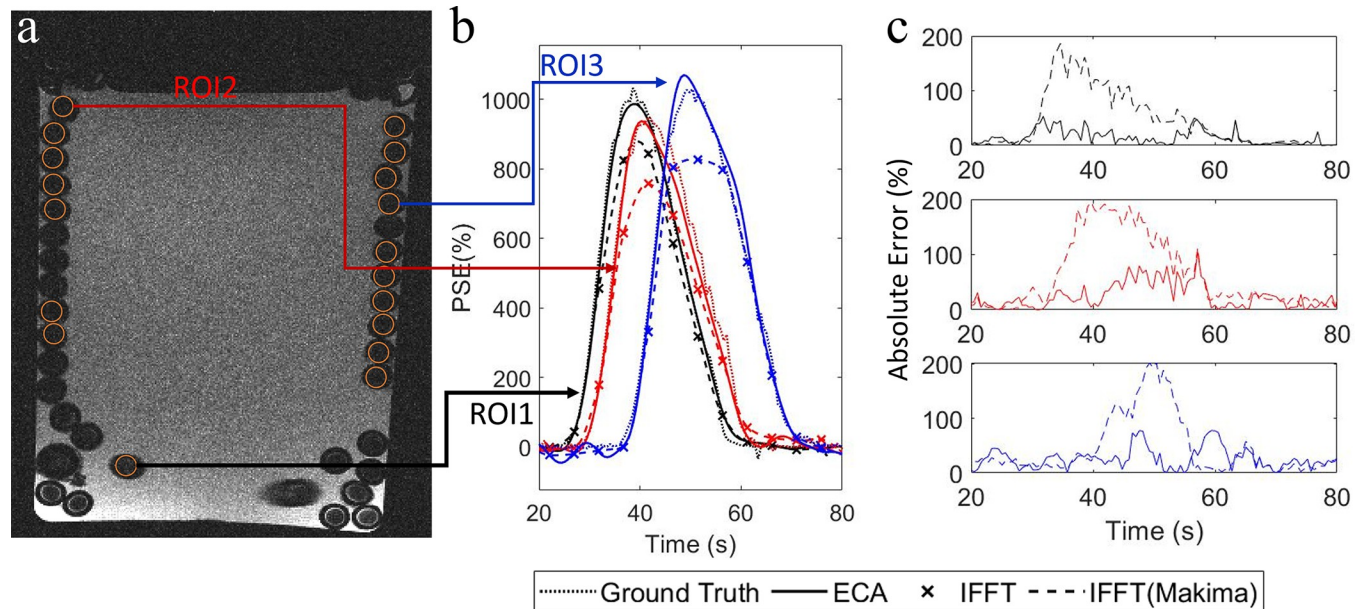 a
ROI2
ROI1
b
ROI3
PSE(%)
1000
800
600
400
200
0
20 40 60 80
Time (s)
c
Absolute Error (%)
200
100
0
20 40 60 80
200
100
0
20 40 60 80
200
100
0
20 40 60 80
Time (s)
Ground Truth ECA IFFT IFFT(Makima)